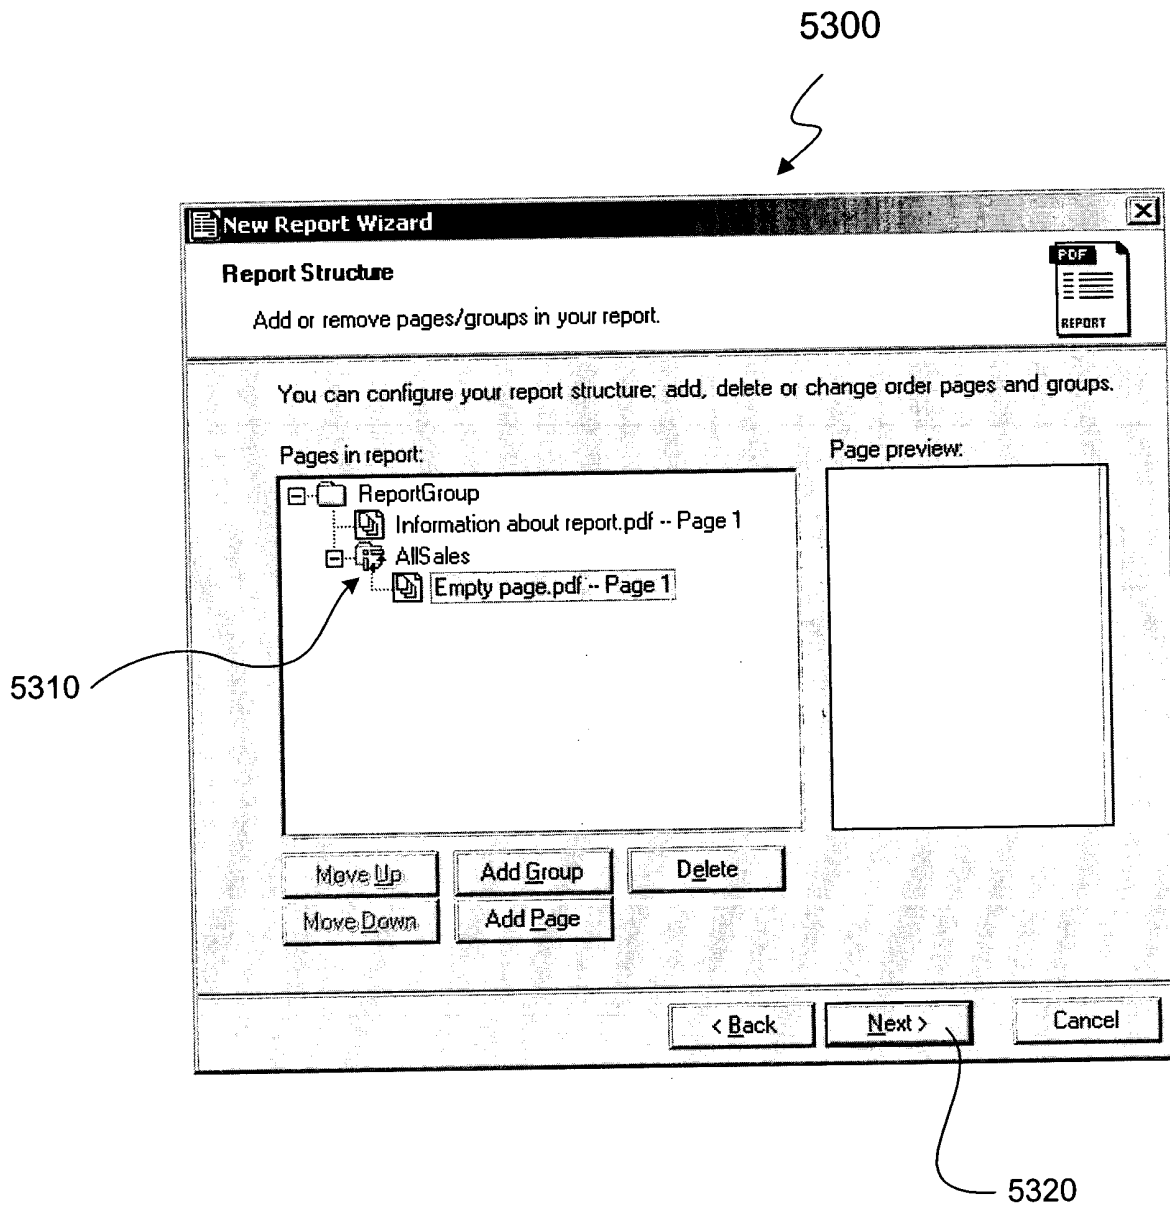 5300
New Report Wizard
Report Structure
Add or remove pages/groups in your report.
PDF
REPORT
You can configure your report structure: add, delete or change order pages and groups.
Pages in report:
Page preview:
ReportGroup
Information about report.pdf -- Page 1
AllSales
Empty page.pdf -- Page 1
5310
Move Up
Add Group
Delete
Move Down
Add Page
< Back
Next >
Cancel
5320